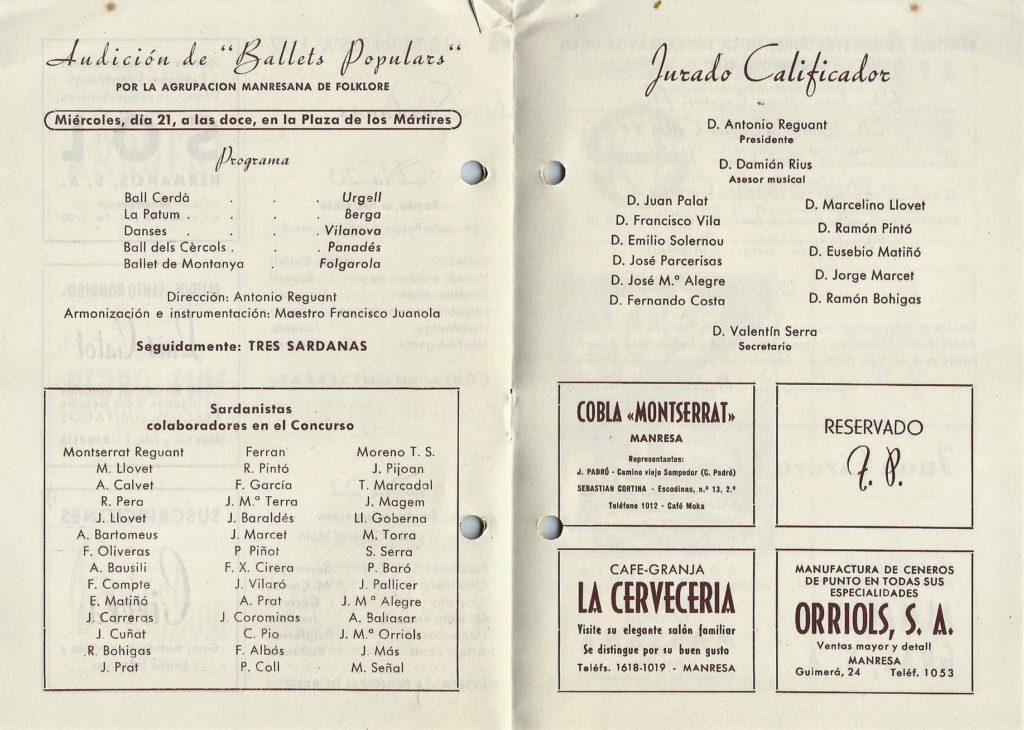 Audición de "Ballets Populars"
POR LA AGRUPACION MANRESANA DE FOLKLORE
Miércoles, día 21, a las doce, en la Plaza de los Mártires
Programa
Ball Cerdà . . Urgell
La Patum . . . . Berga
Danses . . . . Vilanova
Ball dels Cèrcols . . . Panadés
Ballet de Montanya . . Folgarola
Dirección: Antonio Reguant
Armonización e instrumentación: Maestro Francisco Juanola
Seguidamente: TRES SARDANAS
Sardanistas
colaboradores en el Concurso
Montserrat Reguant Ferran Moreno T. S.
M. Llovet R. Pintó J. Pijoan
A. Calvet F. García T. Marcadal
R. Pera J. M.ª Terra J. Magem
J. Llovet J. Baraldés Ll. Goberna
A. Bartomeus J. Marcet M. Torra
F. Oliveras P. Piñot S. Serra
A. Bausili F. X. Cirera P. Baró
F. Compte J. Vilaró J. Pallicer
E. Matiñó A. Prat J. M ª Alegre
J. Carreras J. Corominas A. Baltasar
J. Cuñat C. Pio J. M.ª Orriols
R. Bohigas F. Albós J. Más
J. Prat P. Coll M. Señal
Jurado Calificador
D. Antonio Reguant
Presidente
D. Damián Rius
Asesor musical
D. Juan Palat
D. Francisco Vila
D. Emilio Solernou
D. José Parcerisas
D. José M.ª Alegre
D. Fernando Costa
D. Marcelino Llovet
D. Ramón Pintó
D. Eusebio Matiñó
D. Jorge Marcet
D. Ramón Bohigas
D. Valentín Serra
Secretario
COBLA «MONTSERRAT»
MANRESA
Representantes:
J. PADRÓ - Camino viejo Sampedor (C. Padró)
SEBASTIAN CORTINA - Escodinas, n.º 13, 2.º
Teléfono 1012 - Café Moka
RESERVADO
F. P.
CAFE-GRANJA
LA CERVECERIA
Visite su elegante salón familiar
Se distingue por su buen gusto
Teléfs. 1618-1019 - MANRESA
MANUFACTURA DE GENEROS
DE PUNTO EN TODAS SUS
ESPECIALIDADES
ORRIOLS, S. A.
Ventas mayor y detall
MANRESA
Guimerá, 24 Teléf. 1053